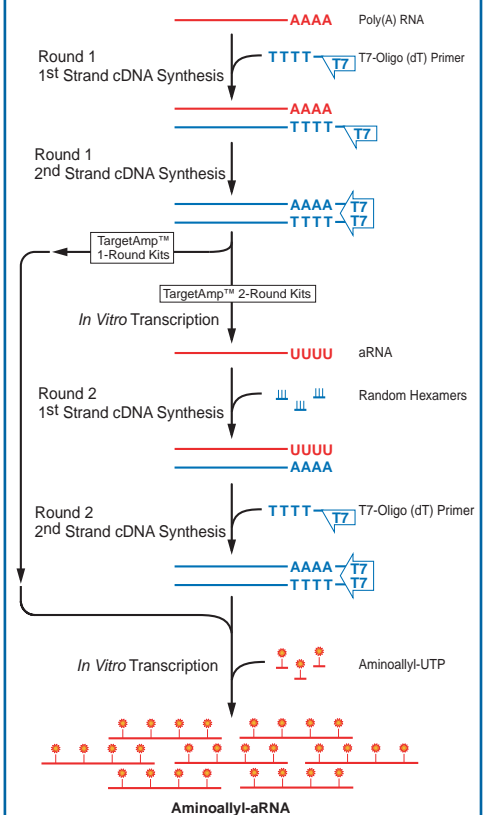 AAAA Poly(A) RNA
Round 1
1st Strand cDNA Synthesis
TTTT T7 T7-Oligo (dT) Primer
AAAA
TTTT T7
Round 1
2nd Strand cDNA Synthesis
AAAA T7
TTTT T7
TargetAmp™
1-Round Kits
TargetAmp™ 2-Round Kits
In Vitro Transcription
UUUU aRNA
Round 2
1st Strand cDNA Synthesis
Random Hexamers
UUUU
AAAA
Round 2
2nd Strand cDNA Synthesis
TTTT T7 T7-Oligo (dT) Primer
AAAA T7
TTTT T7
In Vitro Transcription
Aminoallyl-UTP
Aminoallyl-aRNA